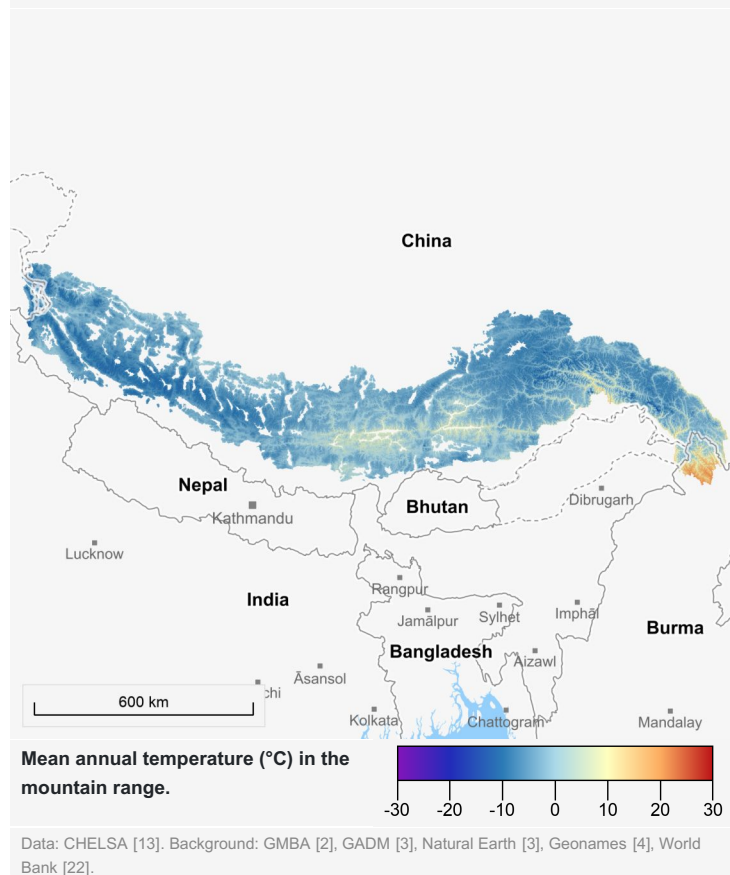 China
Nepal
Kathmandu
Bhutan
Dibrugarh
Lucknow
India
Rangpur
Jamālpur
Sylhet
Imphāl
Burma
Bangladesh
Aizawl
Āsansol
chi
600 km
Kolkata
Chattogram
Mandalay
Mean annual temperature (°C) in the
mountain range.
-30 -20 -10 0 10 20 30
Data: CHELSA [13]. Background: GMBA [2], GADM [3], Natural Earth [3], Geonames [4], World
Bank [22].